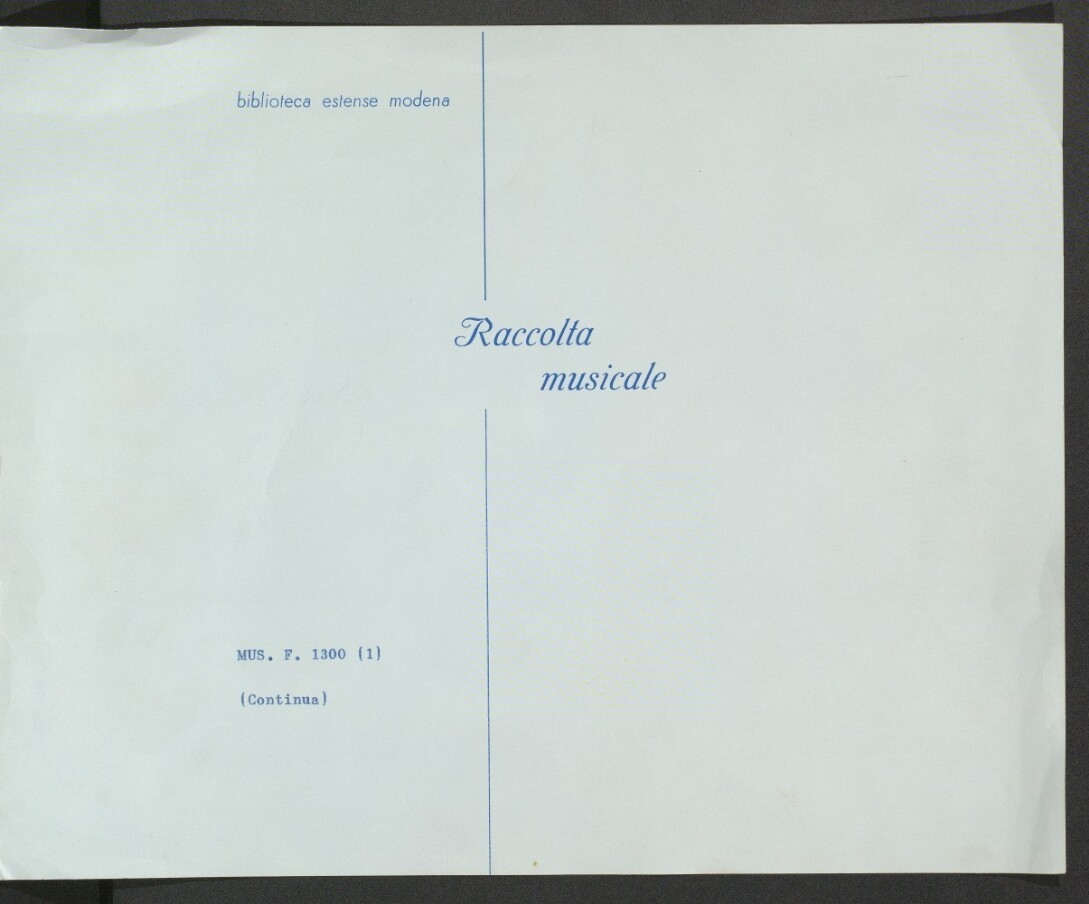 biblioteca estense modena
Raccolta
musicale
MUS. F. 1300 (1)
(Continua)